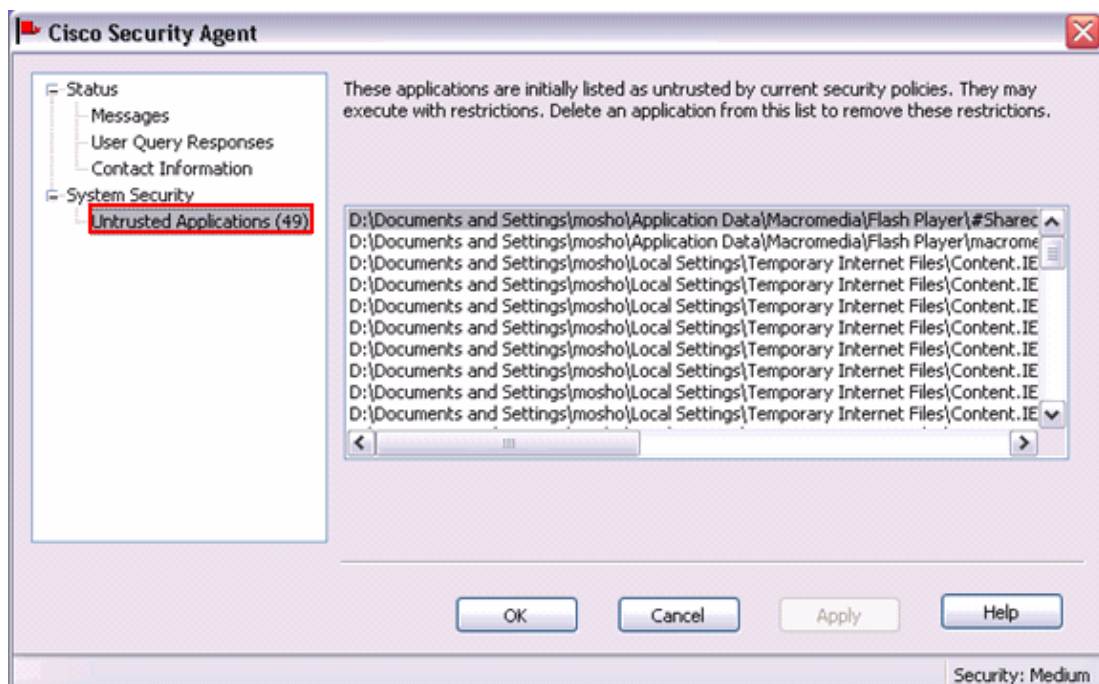 Cisco Security Agent
Status
Messages
User Query Responses
Contact Information
System Security
Untrusted Applications (49)
These applications are initially listed as untrusted by current security policies. They may
execute with restrictions. Delete an application from this list to remove these restrictions.
D:\Documents and Settings\mosho\Application Data\Macromedia\Flash Player\#Sharec
D:\Documents and Settings\mosho\Application Data\Macromedia\Flash Player\macrome
D:\Documents and Settings\mosho\Local Settings\Temporary Internet Files\Content.IE
D:\Documents and Settings\mosho\Local Settings\Temporary Internet Files\Content.IE
D:\Documents and Settings\mosho\Local Settings\Temporary Internet Files\Content.IE
D:\Documents and Settings\mosho\Local Settings\Temporary Internet Files\Content.IE
D:\Documents and Settings\mosho\Local Settings\Temporary Internet Files\Content.IE
D:\Documents and Settings\mosho\Local Settings\Temporary Internet Files\Content.IE
D:\Documents and Settings\mosho\Local Settings\Temporary Internet Files\Content.IE
D:\Documents and Settings\mosho\Local Settings\Temporary Internet Files\Content.IE
OK
Cancel
Apply
Help
Security: Medium